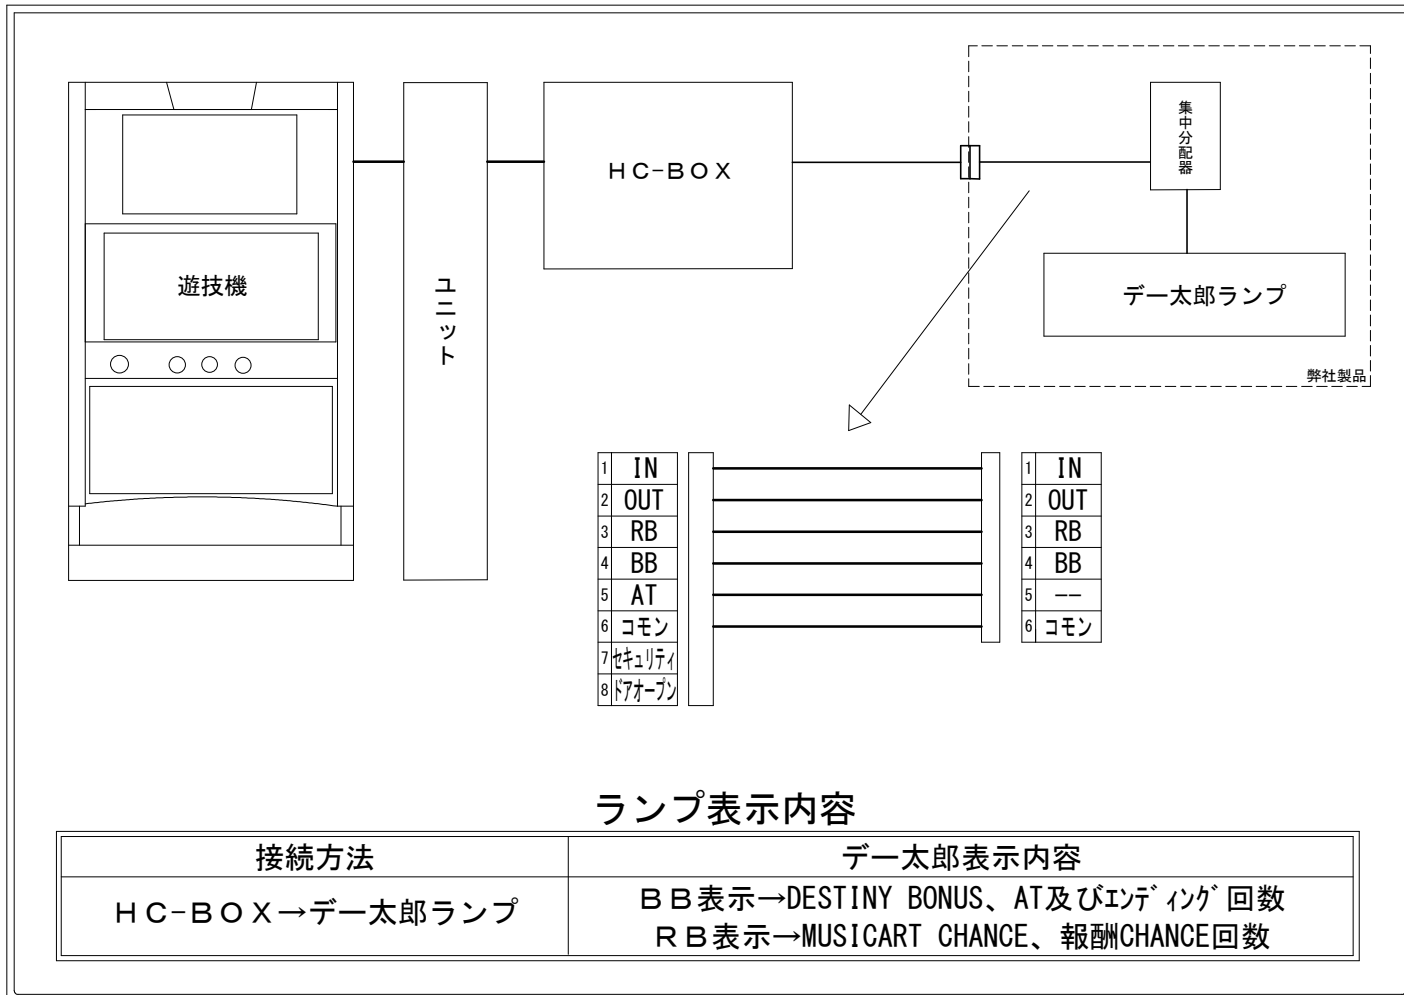 遊技機
ユニット
HC-BOX
集中分配器
デー太郎ランプ
弊社製品
1 IN
2 OUT
3 RB
4 BB
5 AT
6 コモン
7 セキュリティ
8 ドアオープン
1 IN
2 OUT
3 RB
4 BB
5 --
6 コモン
ランプ表示内容
接続方法 デー太郎表示内容
HC-BOX→デー太郎ランプ
BB表示→DESTINY BONUS、AT及びエンディング回数
RB表示→MUSICART CHANCE、報酬CHANCE回数